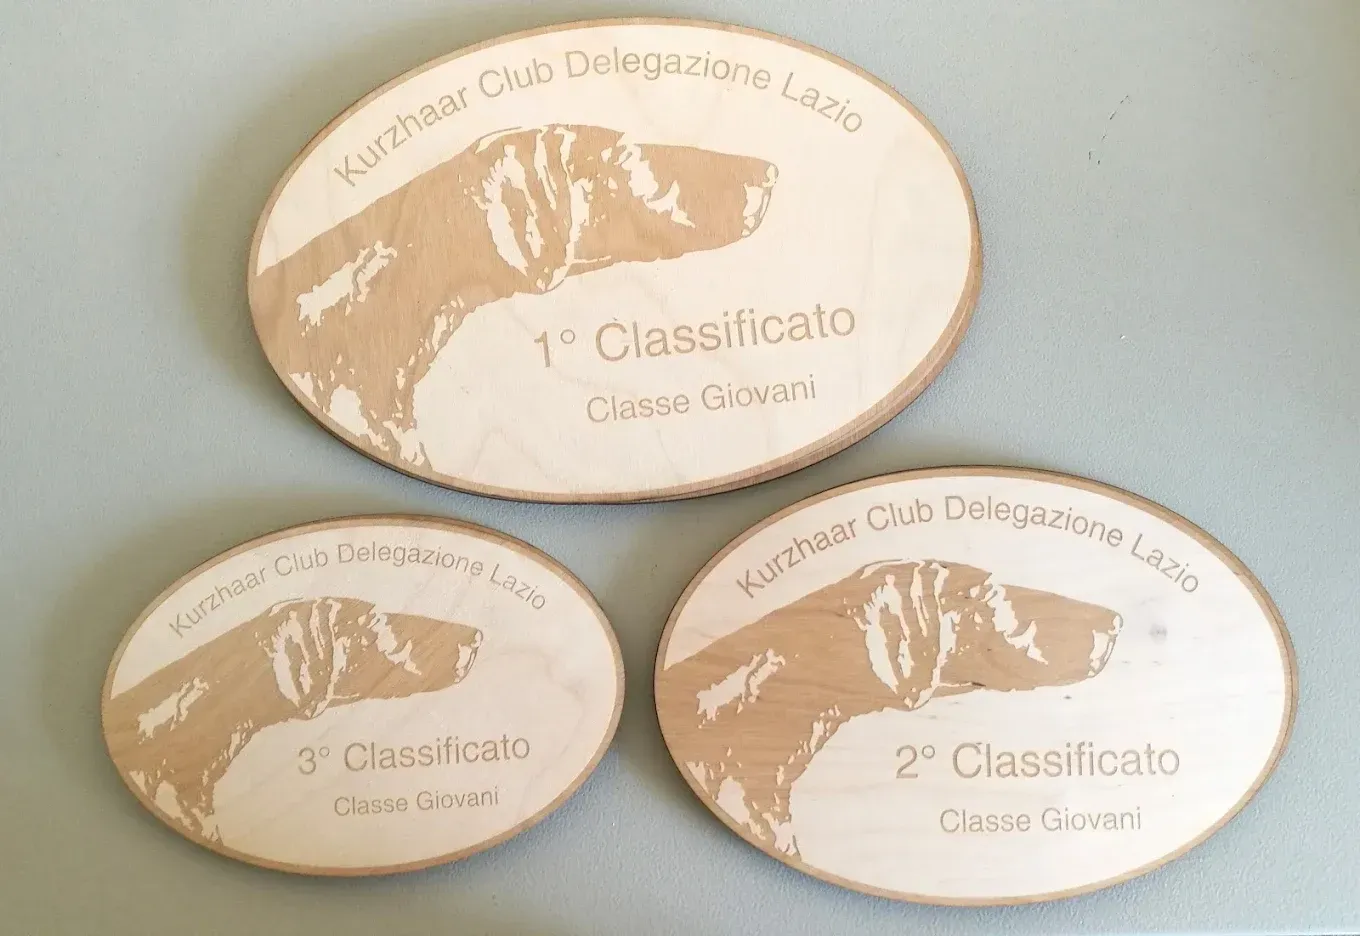 Kurzhaar Club Delegazione Lazio
1° Classificato
Classe Giovani
Kurzhaar Club Delegazione Lazio
3° Classificato
Classe Giovani
Kurzhaar Club Delegazione Lazio
2° Classificato
Classe Giovani